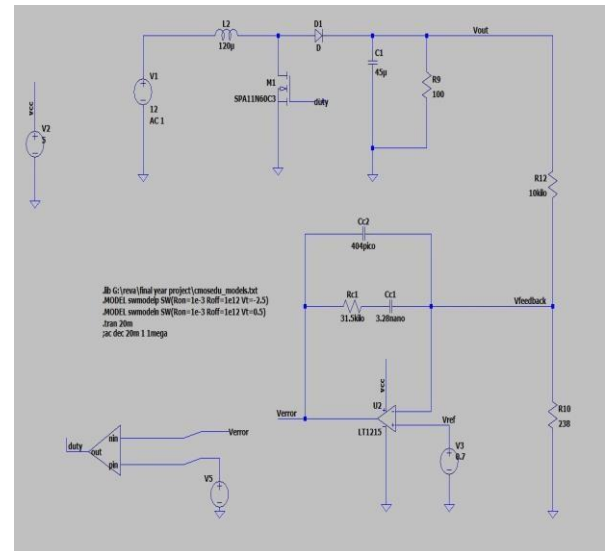 L2
120µ
D1
D
Vout
C1
45µ
R9
100
V1
12
AC 1
M1
SPA11N60C3
duty
vcc
V2
5
R12
10kilo
Cc2
404pico
.lib G:\reva\final year project\cmosedu_models.txt
.MODEL swmodelp SW(Ron=1e-3 Roff=1e12 Vt=-2.5)
.MODEL swmodeln SW(Ron=1e-3 Roff=1e12 Vt=0.5)
.tran 20m
;ac dec 20m 1 1mega
Rc1
31.5kilo
Cc1
3.28nano
Vfeedback
vcc
U2
LT1215
Verror
Vref
V3
0.7
R10
238
duty
out
nin
pin
Verror
V5